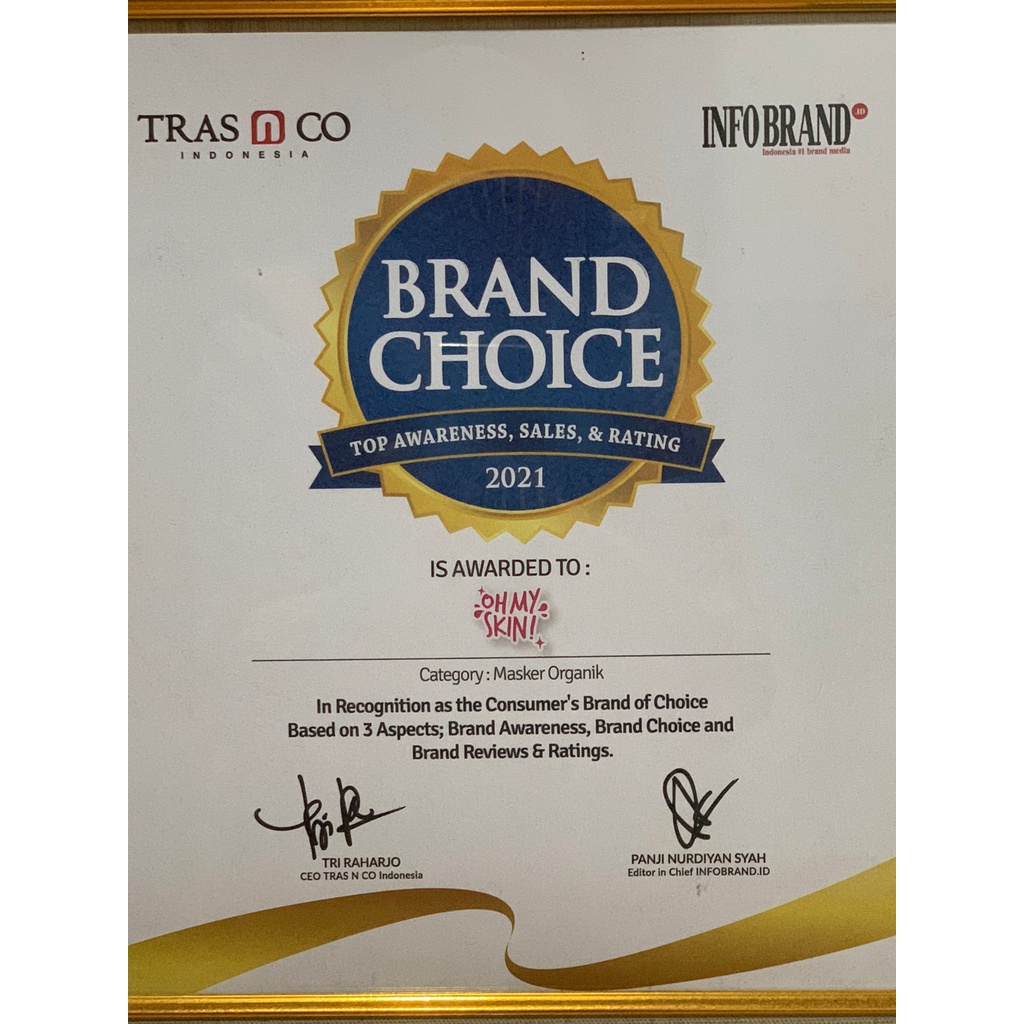 TRAS n CO
INDONESIA
INFOBRAND.ID
Indonesia #1 brand media
BRAND
CHOICE
TOP AWARENESS, SALES, & RATING
2021
IS AWARDED TO :
OH MY
SKIN!
Category : Masker Organik
In Recognition as the Consumer's Brand of Choice
Based on 3 Aspects; Brand Awareness, Brand Choice and
Brand Reviews & Ratings.
TRI RAHARJO
CEO TRAS N CO Indonesia
PANJI NURDIYAN SYAH
Editor in Chief INFOBRAND.ID